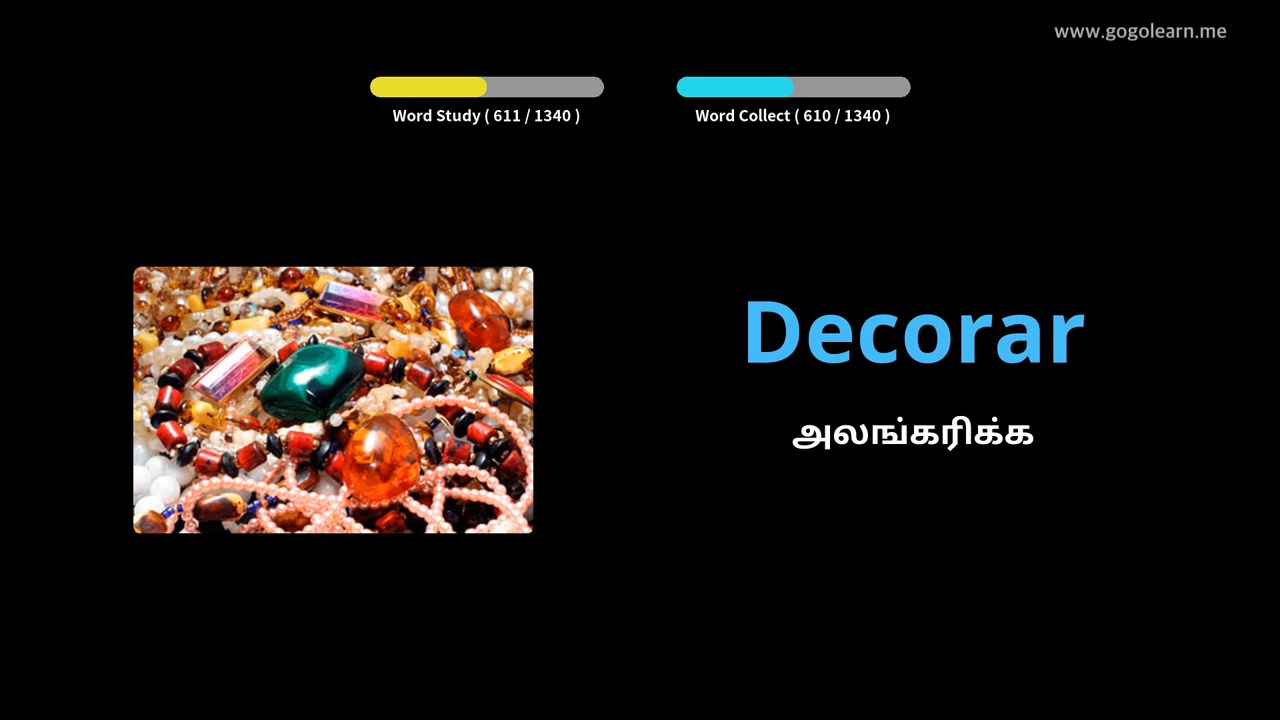 www.gogolearn.me
Word Study ( 611 / 1340 )
Word Collect ( 610 / 1340 )
Decorar
அலங்கரிக்க